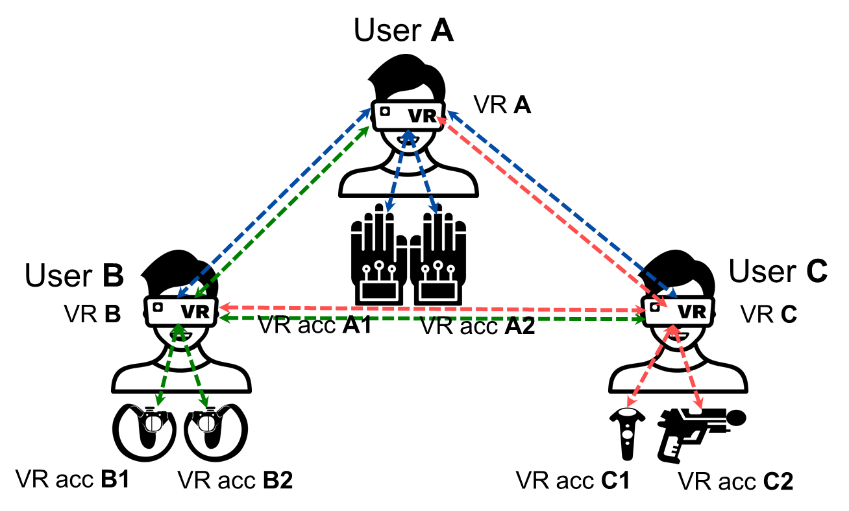 User A
VR A
VR
User B
User C
VR B
VR
VR
VR C
VR acc A1
VR acc A2
VR acc B1
VR acc B2
VR acc C1
VR acc C2